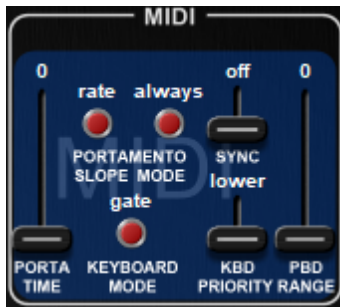 MIDI
0
off
0
rate always
PORTAMENTO
SLOPE MODE
SYNC
lower
gate
PORTA
TIME
KEYBOARD
MODE
KBD
PRIORITY
PBD
RANGE
MIDI